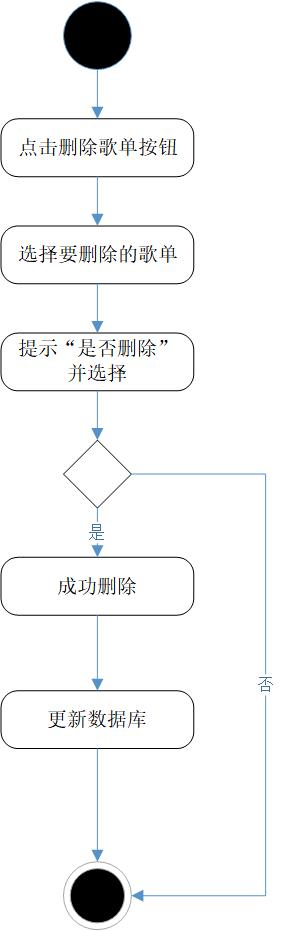 点击删除歌单按钮
选择要删除的歌单
提示“是否删除”
并选择
是
成功删除
否
更新数据库